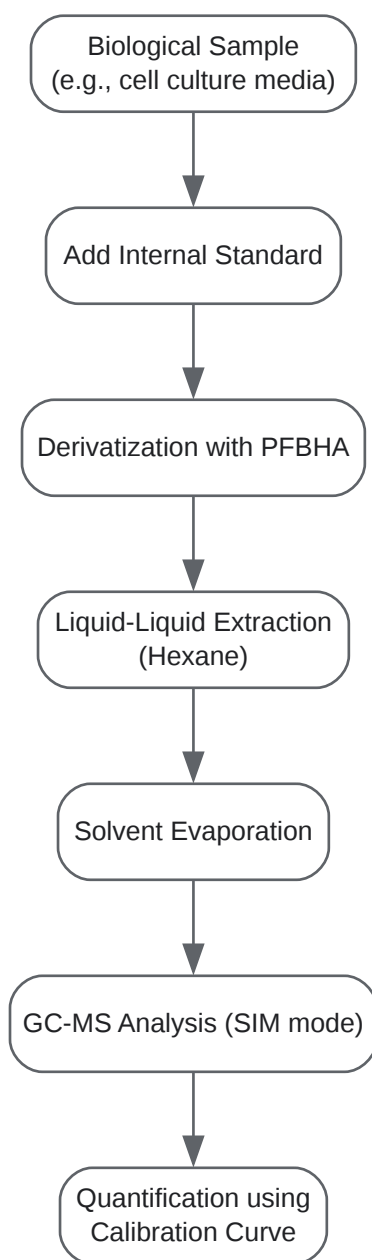 Biological Sample
(e.g., cell culture media)
Add Internal Standard
Derivatization with PFBHA
Liquid-Liquid Extraction
(Hexane)
Solvent Evaporation
GC-MS Analysis (SIM mode)
Quantification using
Calibration Curve